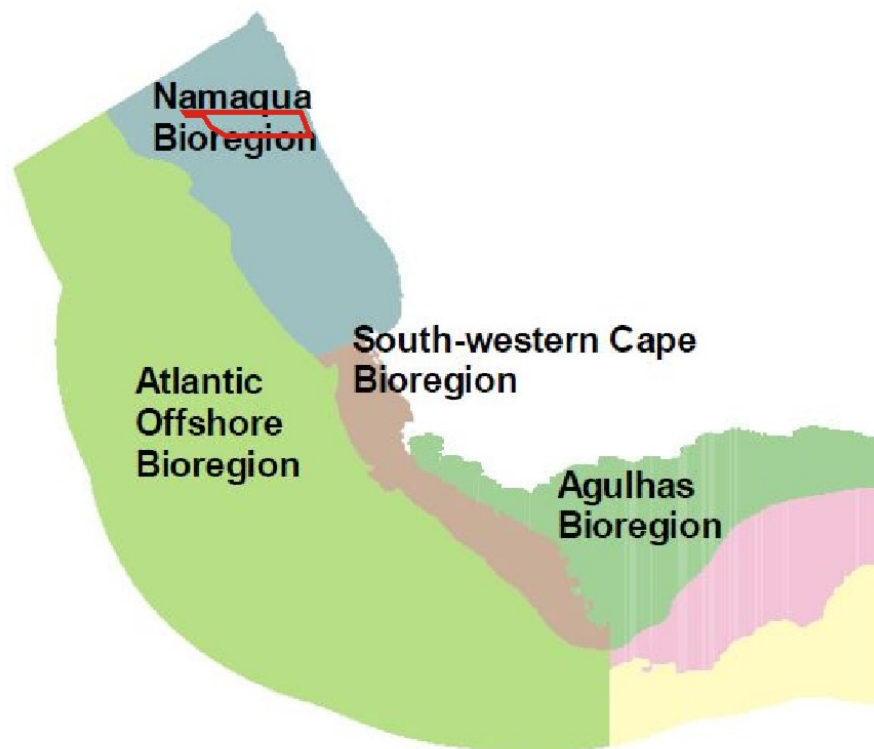 Namaqua
Bioregion
South-western Cape
Bioregion
Atlantic
Offshore
Bioregion
Agulhas
Bioregion